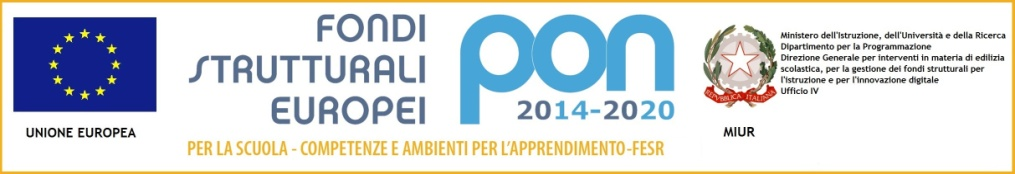 UNIONE EUROPEA
FONDI
STRUTTURALI
EUROPEI
pon
2014-2020
PER LA SCUOLA - COMPETENZE E AMBIENTI PER L'APPRENDIMENTO-FESR
REPVBBLICA ITALIANA
MIUR
Ministero dell'Istruzione, dell'Università e della Ricerca
Dipartimento per la Programmazione
Direzione Generale per interventi in materia di edilizia
scolastica, per la gestione dei fondi strutturali per
l'istruzione e per l'innovazione digitale
Ufficio IV